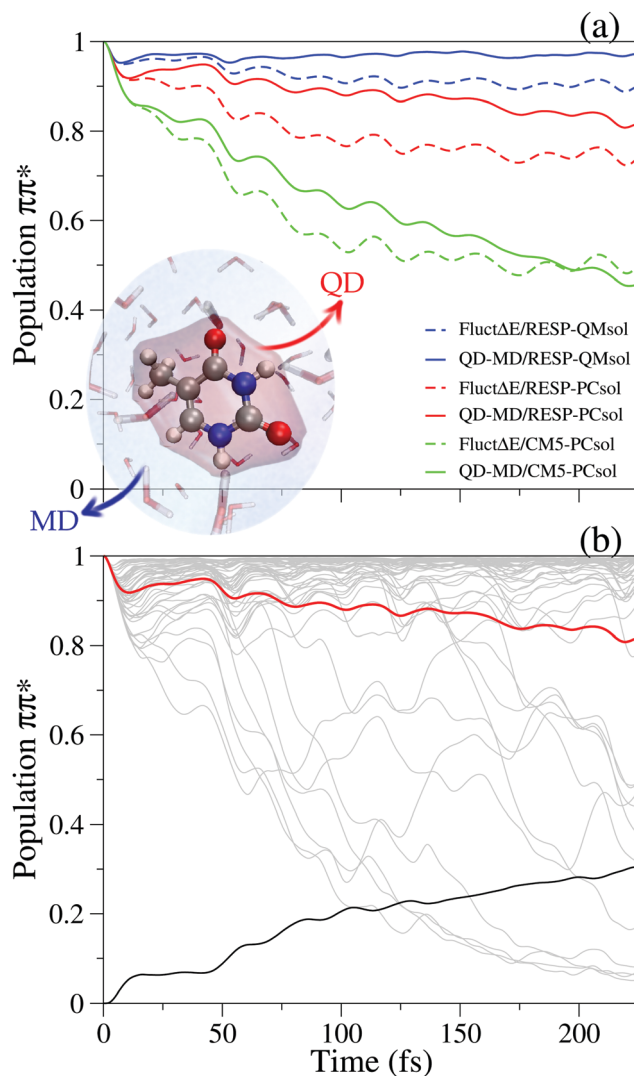 (a)
1
0.8
0.6
0.4
0.2
0
Population ππ*
QD
MD
FluctΔE/RESP-QMsol
QD-MD/RESP-QMsol
FluctΔE/RESP-PCsol
QD-MD/RESP-PCsol
FluctΔE/CM5-PCsol
QD-MD/CM5-PCsol
(b)
1
0.8
0.6
0.4
0.2
0
Population ππ*
0 50 100 150 200
Time (fs)